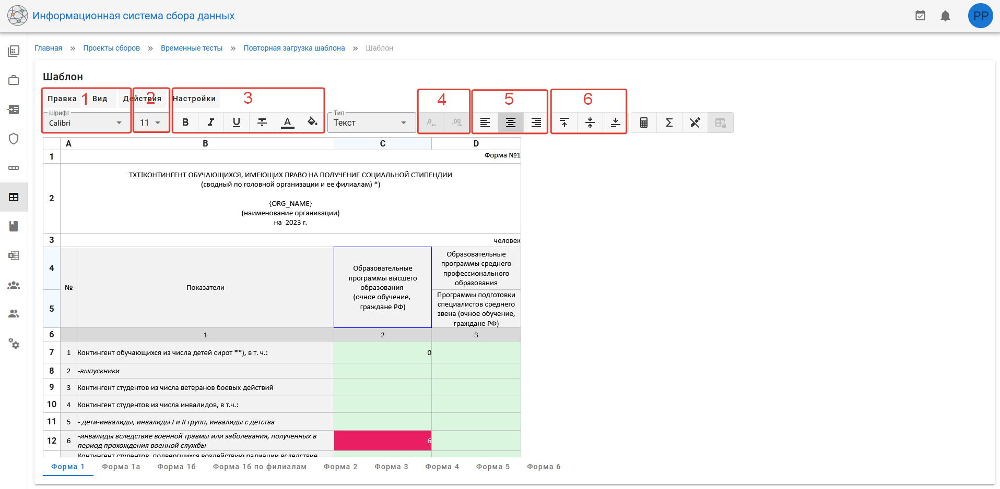 Информационная система сбора данных
PP
Главная » Проекты сборов » Временные тесты » Повторная загрузка шаблона » Шаблон
Шаблон
Правка 1 Вид Действия 2 Настройки 3 4 5 6
Шрифт Тип
Calibri 11 B I U T A Текст ,0 ,00 Σ
A B C D
1 Форма №1
2
ТХТ!КОНТИНГЕНТ ОБУЧАЮЩИХСЯ, ИМЕЮЩИХ ПРАВО НА ПОЛУЧЕНИЕ СОЦИАЛЬНОЙ СТИПЕНДИИ
(сводный по головной организации и ее филиалам) *)
{ORG_NAME}
(наименование организации)
на 2023 г.
3 человек
4
5
№
Показатели
Образовательные
программы высшего
образования
(очное обучение,
граждане РФ)
Образовательные
программы среднего
профессионального
образования
Программы подготовки
специалистов среднего
звена (очное обучение,
граждане РФ)
6 1 2 3
7 1 Контингент обучающихся из числа детей сирот **), в т. ч.: 0
8 2 -выпускники
9 3 Контингент студентов из числа ветеранов боевых действий
10 4 Контингент студентов из числа инвалидов, в т.ч.:
11 5 - дети-инвалиды, инвалиды I и II групп, инвалиды с детства
12 6 -инвалиды вследствие военной травмы или заболевания, полученных в
период прохождения военной службы 6
Контингент студентов, подвергшихся воздействию радиации вследствие
Форма 1 Форма 1а Форма 1б Форма 1б по филиалам Форма 2 Форма 3 Форма 4 Форма 5 Форма 6